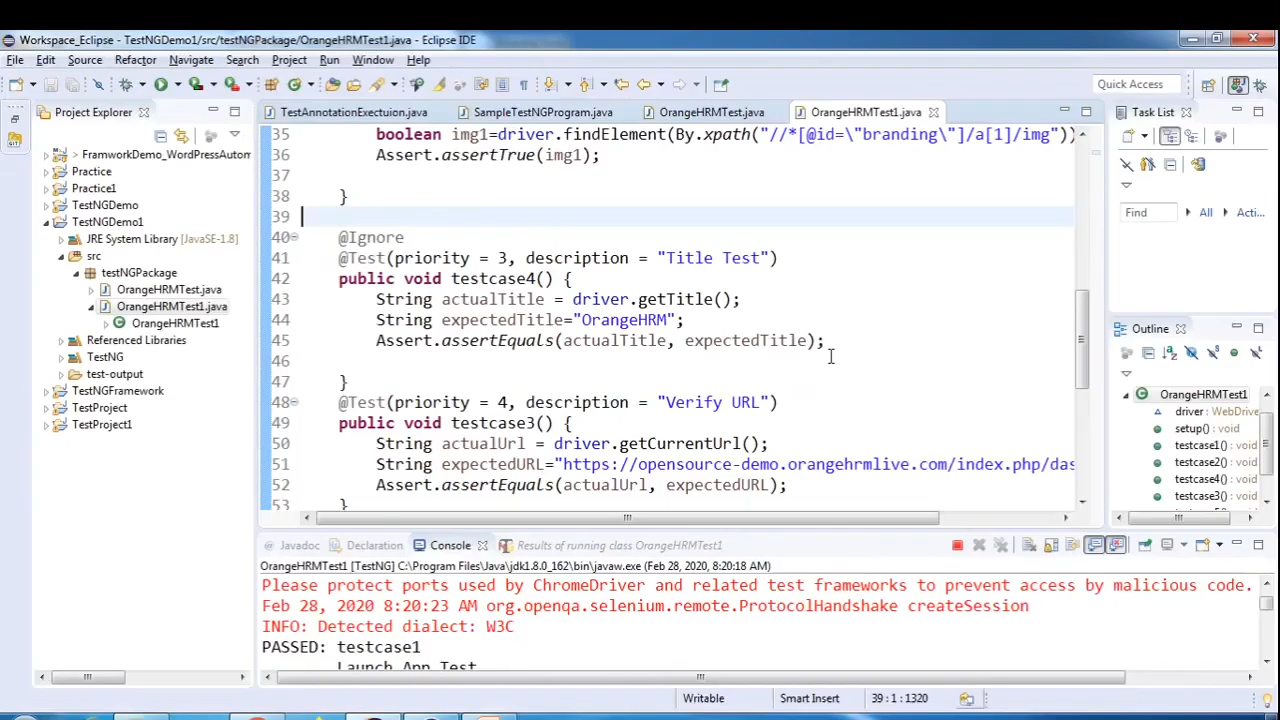 Workspace_Eclipse - TestNGDemo1/src/testNGPackage/OrangeHRMTest1.java - Eclipse IDE
File Edit Source Refactor Navigate Search Project Run Window Help
Quick Access
Project Explorer
> FramworkDemo_WordPressAutom
Practice
Practice1
TestNGDemo
TestNGDemo1
JRE System Library [JavaSE-1.8]
src
testNGPackage
OrangeHRMTest.java
OrangeHRMTest1.java
OrangeHRMTest1
Referenced Libraries
TestNG
test-output
TestNGFramework
TestProject
TestProject1
TestAnnotationExectuion.java SampleTestNGProgram.java OrangeHRMTest.java OrangeHRMTest1.java
35 boolean img1=driver.findElement(By.xpath("//*[@id=\"branding\"]/a[1]/img"))
36 Assert.assertTrue(img1);
37
38 }
39
40 @Ignore
41 @Test(priority = 3, description = "Title Test")
42 public void testcase4() {
43 String actualTitle = driver.getTitle();
44 String expectedTitle="OrangeHRM";
45 Assert.assertEquals(actualTitle, expectedTitle);
46
47 }
48 @Test(priority = 4, description = "Verify URL")
49 public void testcase3() {
50 String actualUrl = driver.getCurrentUrl();
51 String expectedURL="https://opensource-demo.orangehrmlive.com/index.php/das
52 Assert.assertEquals(actualUrl, expectedURL);
53 }
Task List
Find All Acti...
Outline
OrangeHRMTest1
driver : WebDrive
setup() : void
testcase1() : void
testcase2() : void
testcase4() : void
testcase3() : void
Javadoc Declaration Console Results of running class OrangeHRMTest1
OrangeHRMTest1 [TestNG] C:\Program Files\Java\jdk1.8.0_162\bin\javaw.exe (Feb 28, 2020, 8:20:18 AM)
Please protect ports used by ChromeDriver and related test frameworks to prevent access by malicious code.
Feb 28, 2020 8:20:23 AM org.openqa.selenium.remote.ProtocolHandshake createSession
INFO: Detected dialect: W3C
PASSED: testcase1
Launch App Test
Writable Smart Insert 39 : 1 : 1320